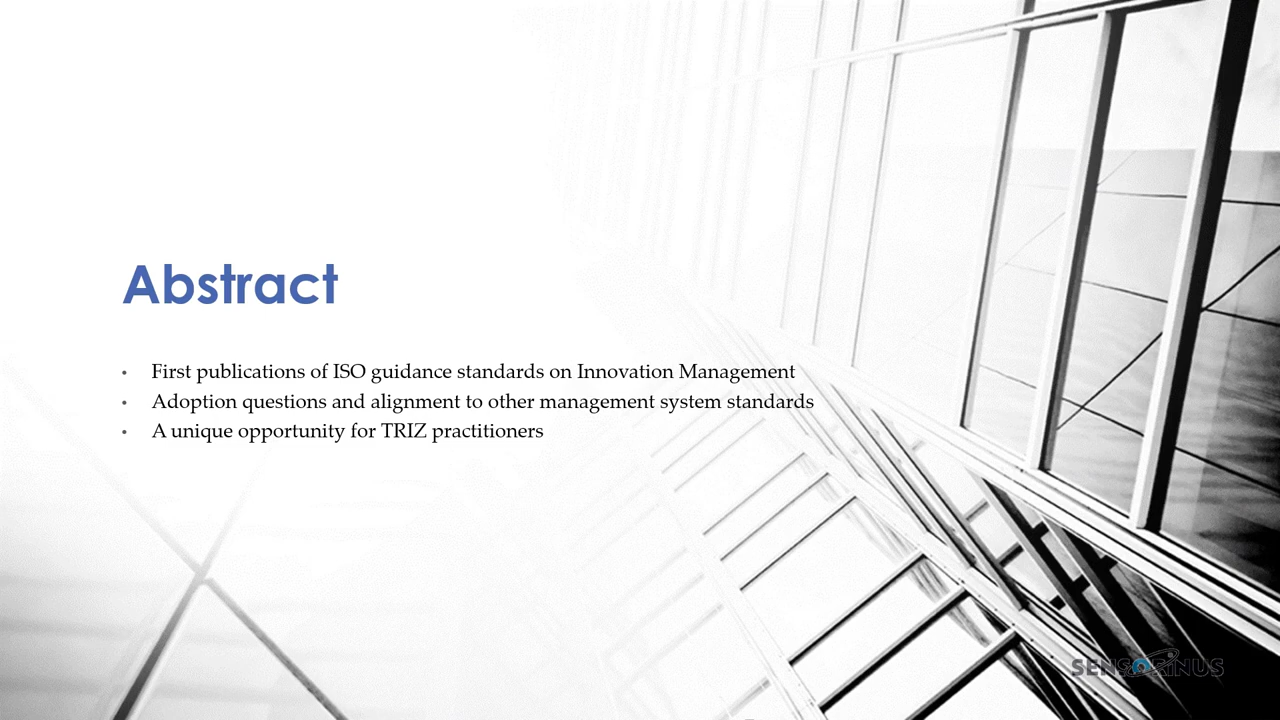 Abstract
• First publications of ISO guidance standards on Innovation Management
• Adoption questions and alignment to other management system standards
• A unique opportunity for TRIZ practitioners
SENSORINUS